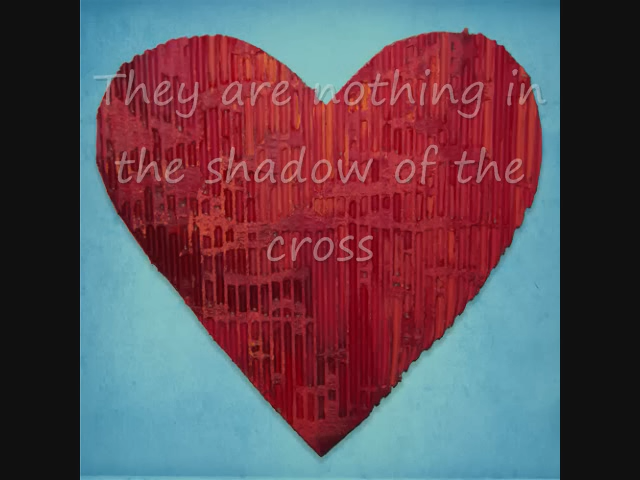 They are nothing in
the shadow of the
cross